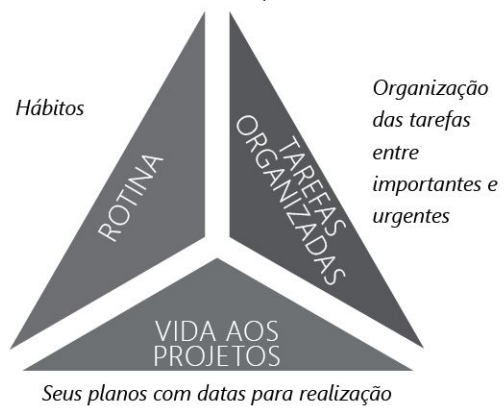 Hábitos
ROTINA
TAREFAS
ORGANIZADAS
Organização
das tarefas
entre
importantes e
urgentes
VIDA AOS
PROJETOS
Seus planos com datas para realização